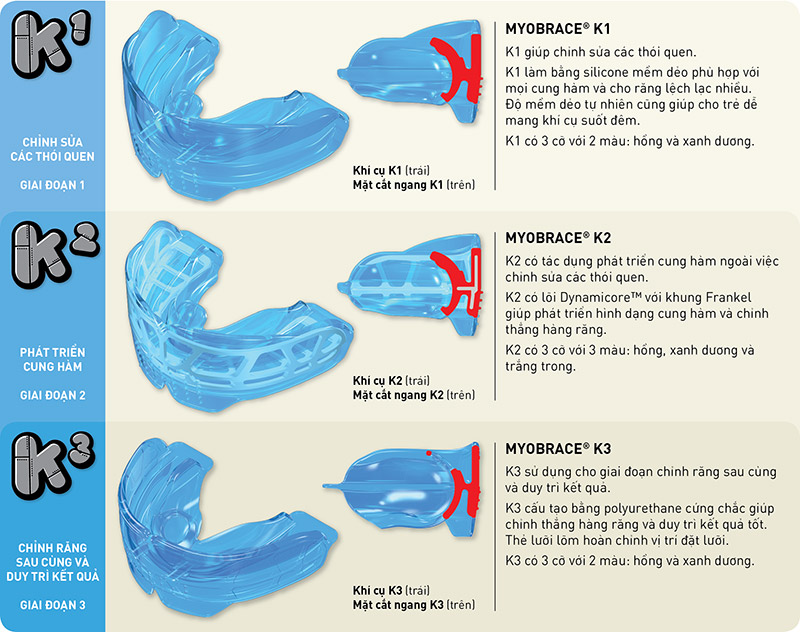 K1
CHỈNH SỬA
CÁC THÓI QUEN
GIAI ĐOẠN 1
Khí cụ K1 (trái)
Mặt cắt ngang K1 (trên)
MYOBRACE® K1
K1 giúp chỉnh sửa các thói quen.
K1 làm bằng silicone mềm dẻo phù hợp với
mọi cung hàm và cho răng lệch lạc nhiều.
Độ mềm dẻo tự nhiên cũng giúp cho trẻ dễ
mang khí cụ suốt đêm.
K1 có 3 cỡ với 2 màu: hồng và xanh dương.
K2
PHÁT TRIỂN
CUNG HÀM
GIAI ĐOẠN 2
Khí cụ K2 (trái)
Mặt cắt ngang K2 (trên)
MYOBRACE® K2
K2 có tác dụng phát triển cung hàm ngoài việc
chỉnh sửa các thói quen.
K2 có lõi Dynamicore™ với khung Frankel
giúp phát triển hình dạng cung hàm và chỉnh
thẳng hàng răng.
K2 có 3 cỡ với 3 màu: hồng, xanh dương và
trắng trong.
K3
CHỈNH RĂNG
SAU CÙNG VÀ
DUY TRÌ KẾT QUẢ
GIAI ĐOẠN 3
Khí cụ K3 (trái)
Mặt cắt ngang K3 (trên)
MYOBRACE® K3
K3 sử dụng cho giai đoạn chỉnh răng sau cùng
và duy trì kết quả.
K3 cấu tạo bằng polyurethane cứng chắc giúp
chỉnh thẳng hàng răng và duy trì kết quả tốt.
Thẻ lưỡi lõm hoàn chỉnh vị trí đặt lưỡi.
K3 có 3 cỡ với 2 màu: hồng và xanh dương.